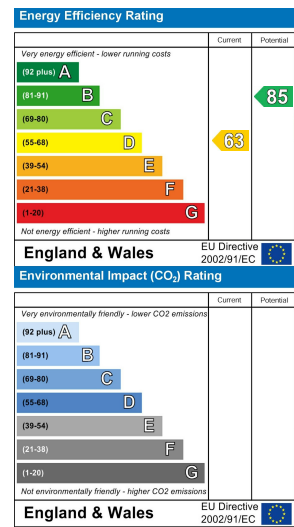 Energy Efficiency Rating
Current Potential
Very energy efficient - lower running costs
(92 plus) A
(81-91) B
85
(69-80) C
(55-68) D
63
(39-54) E
(21-38) F
(1-20) G
Not energy efficient - higher running costs
England & Wales
EU Directive
2002/91/EC
Environmental Impact (CO₂) Rating
Current Potential
Very environmentally friendly - lower CO2 emissions
(92 plus) A
(81-91) B
(69-80) C
(55-68) D
(39-54) E
(21-38) F
(1-20) G
Not environmentally friendly - higher CO2 emissions
England & Wales
EU Directive
2002/91/EC